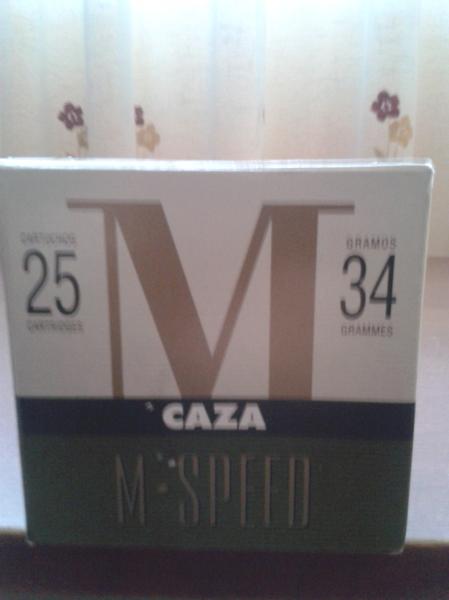 M
CARTUCHOS
25
CARTRIDGES
GRAMOS
34
GRAMMES
CAZA
M-SPEED